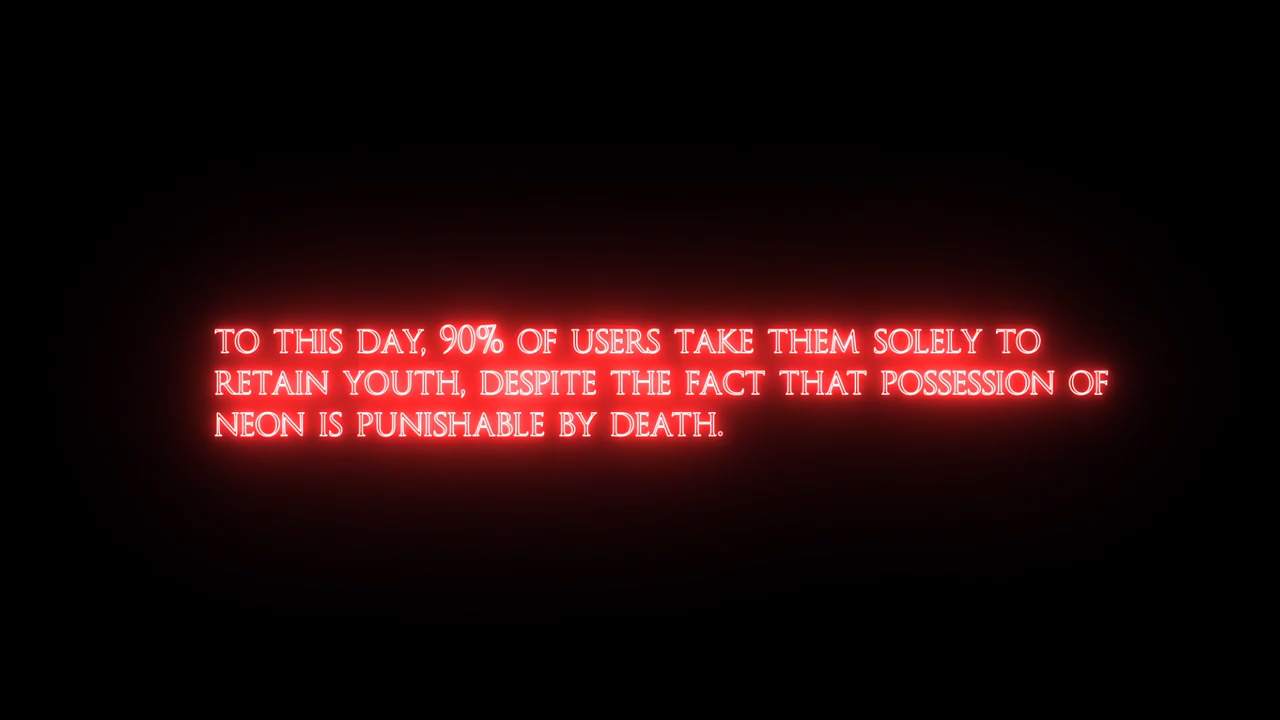 TO THIS DAY, 90% OF USERS TAKE THEM SOLELY TO
RETAIN YOUTH, DESPITE THE FACT THAT POSSESSION OF
NEON IS PUNISHABLE BY DEATH.